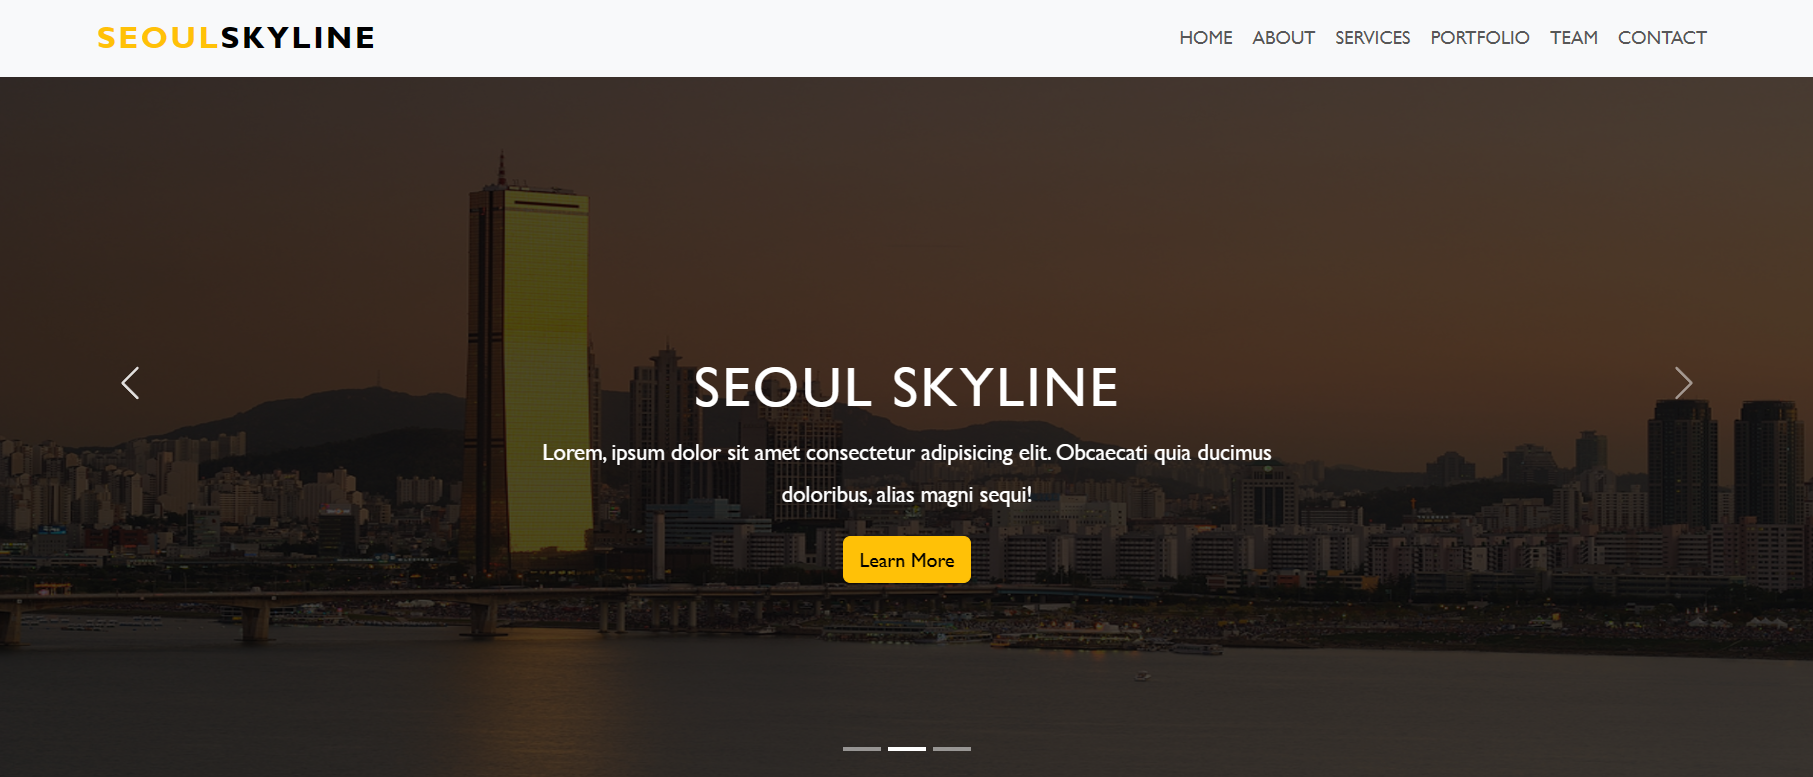 SEOULSKYLINE
HOME ABOUT SERVICES PORTFOLIO TEAM CONTACT
SEOUL SKYLINE
Lorem, ipsum dolor sit amet consectetur adipisicing elit. Obcaecati quia ducimus
doloribus, alias magni sequi!
Learn More